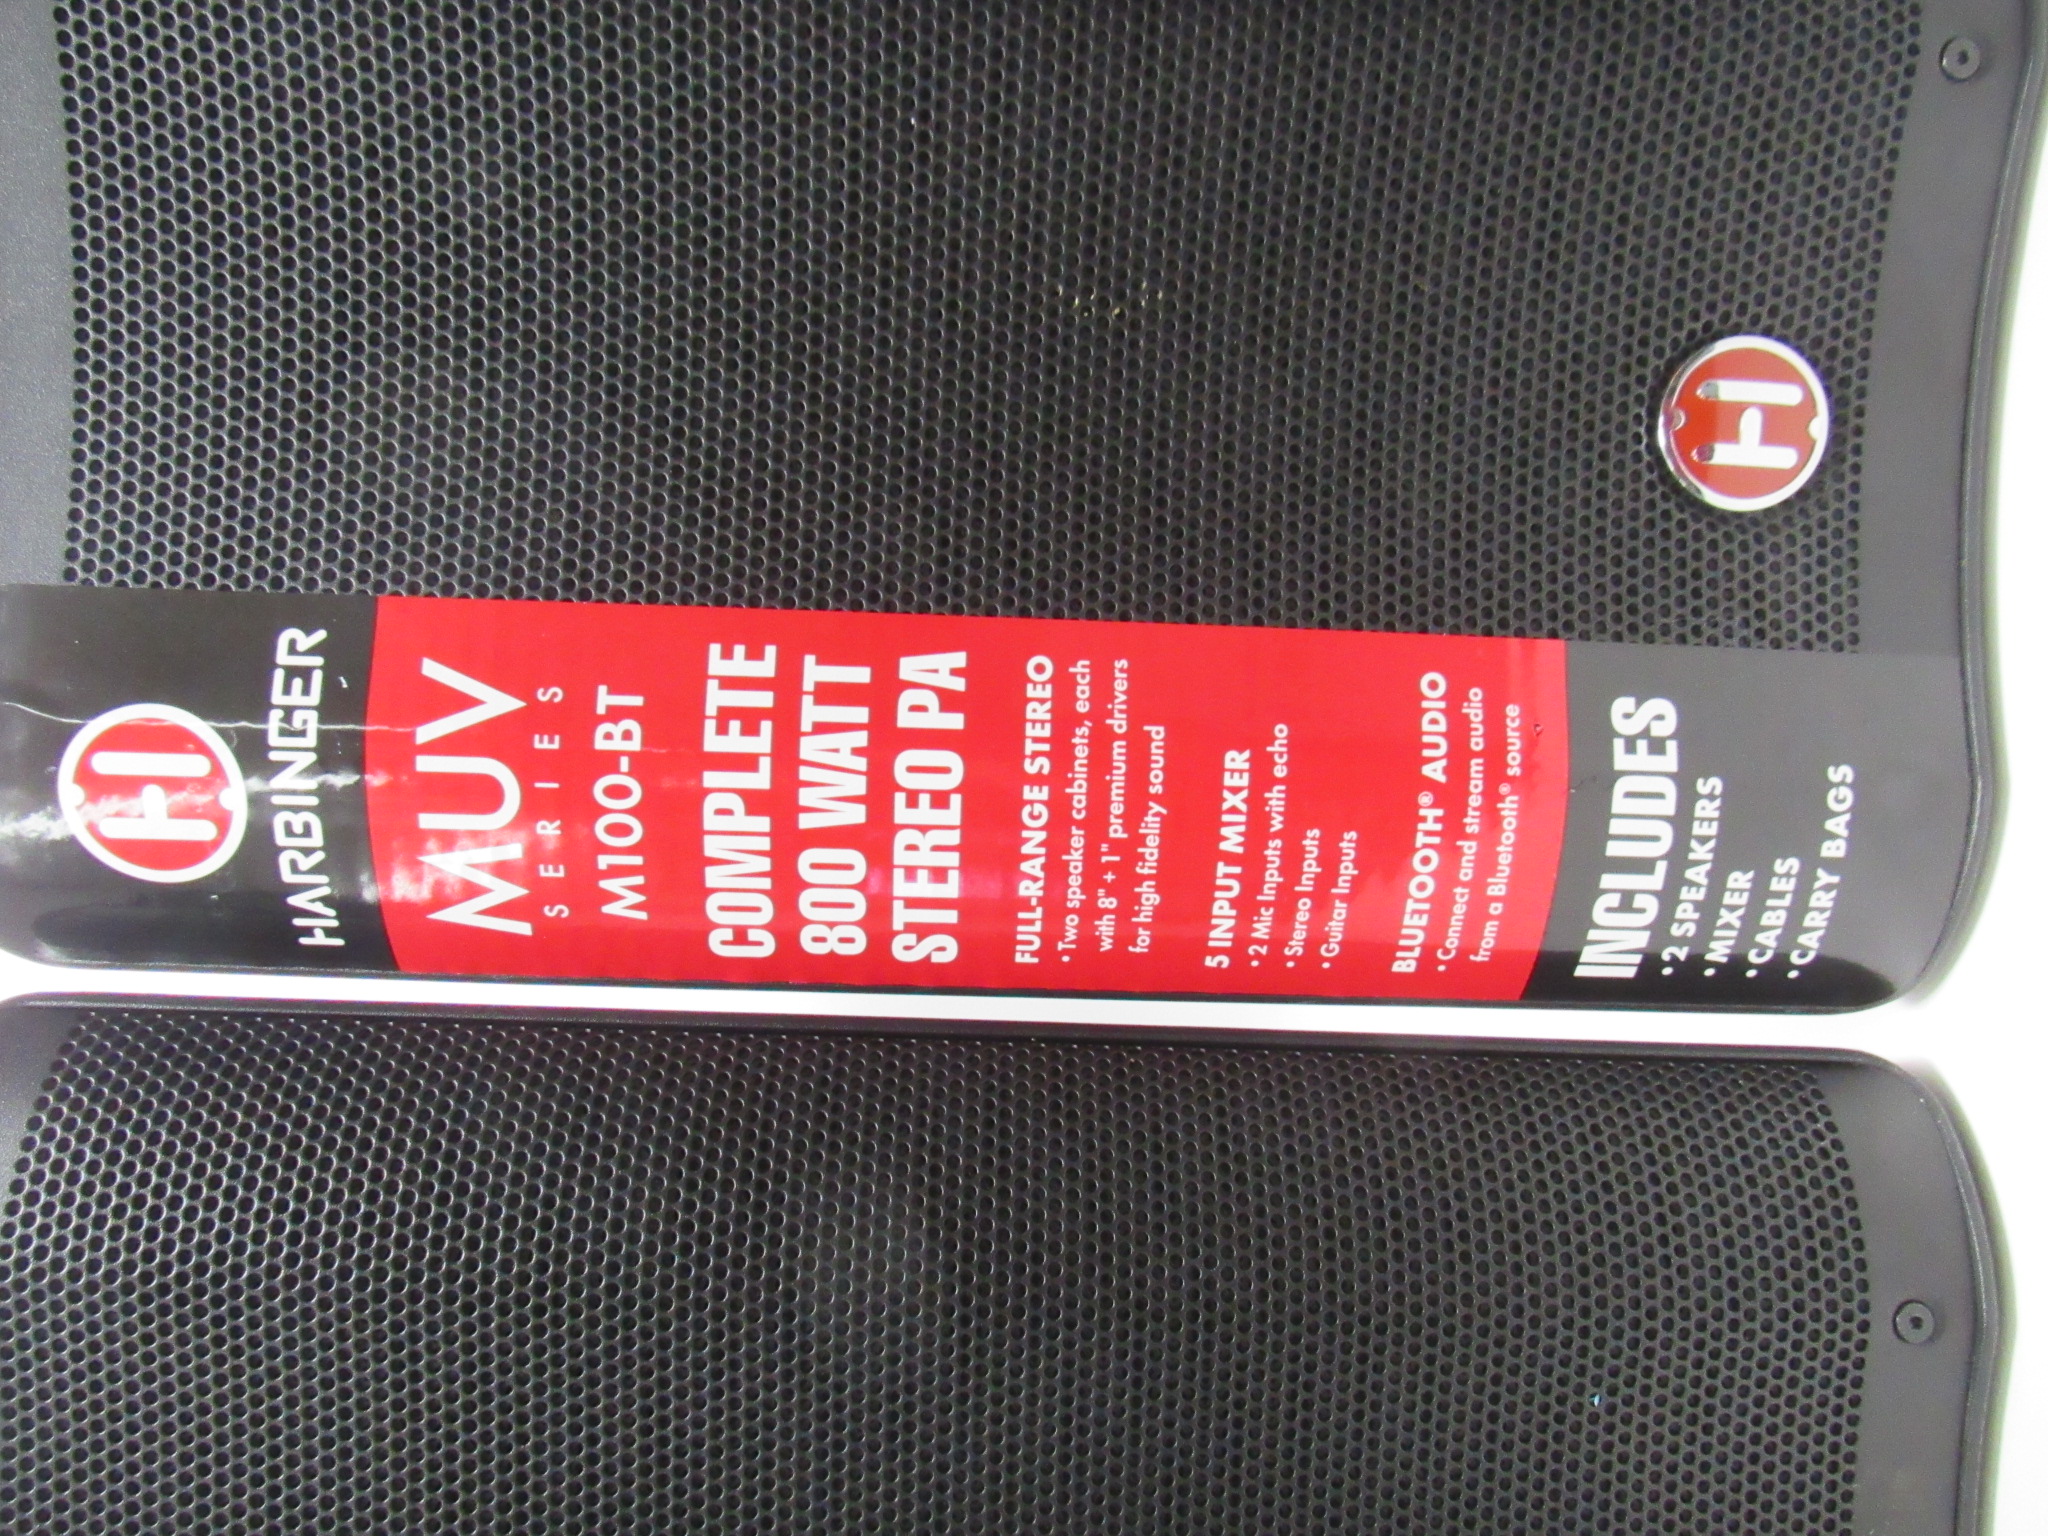 H
HARBINGER
MUV
SERIES
M100-BT
COMPLETE
800 WATT
STEREO PA
FULL-RANGE STEREO
• Two speaker cabinets, each
with 8" + 1" premium drivers
for high fidelity sound
5 INPUT MIXER
• 2 Mic Inputs with echo
• Stereo Inputs
• Guitar Inputs
BLUETOOTH® AUDIO
• Connect and stream audio
from a Bluetooth® source
INCLUDES
• 2 SPEAKERS
• MIXER
• CABLES
• CARRY BAGS
H